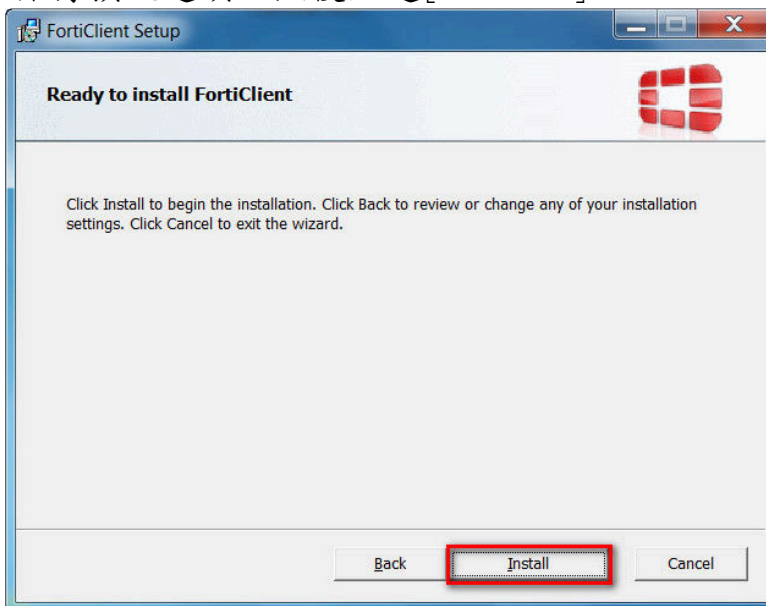 FortiClient Setup
Ready to install FortiClient
Click Install to begin the installation. Click Back to review or change any of your installation
settings. Click Cancel to exit the wizard.
Back Install Cancel